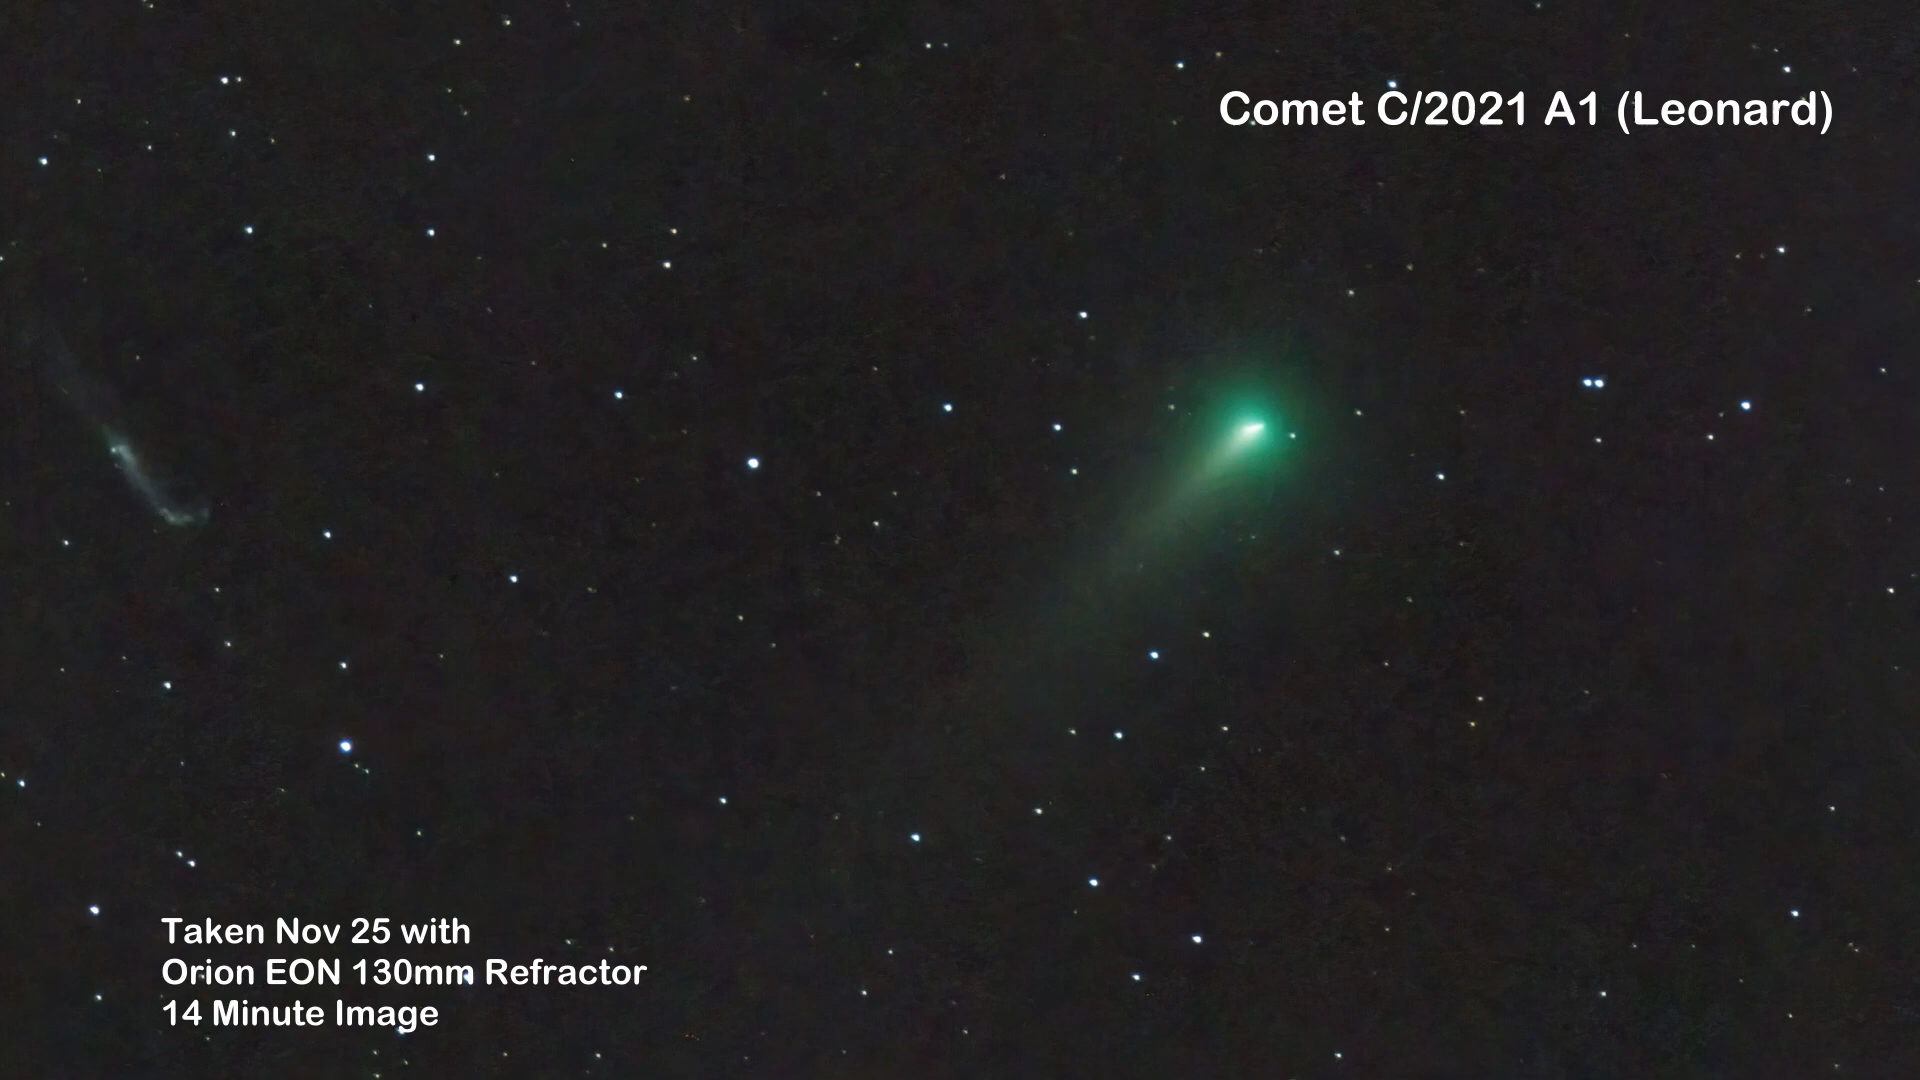 Comet C/2021 A1 (Leonard)
Taken Nov 25 with
Orion EON 130mm Refractor
14 Minute Image